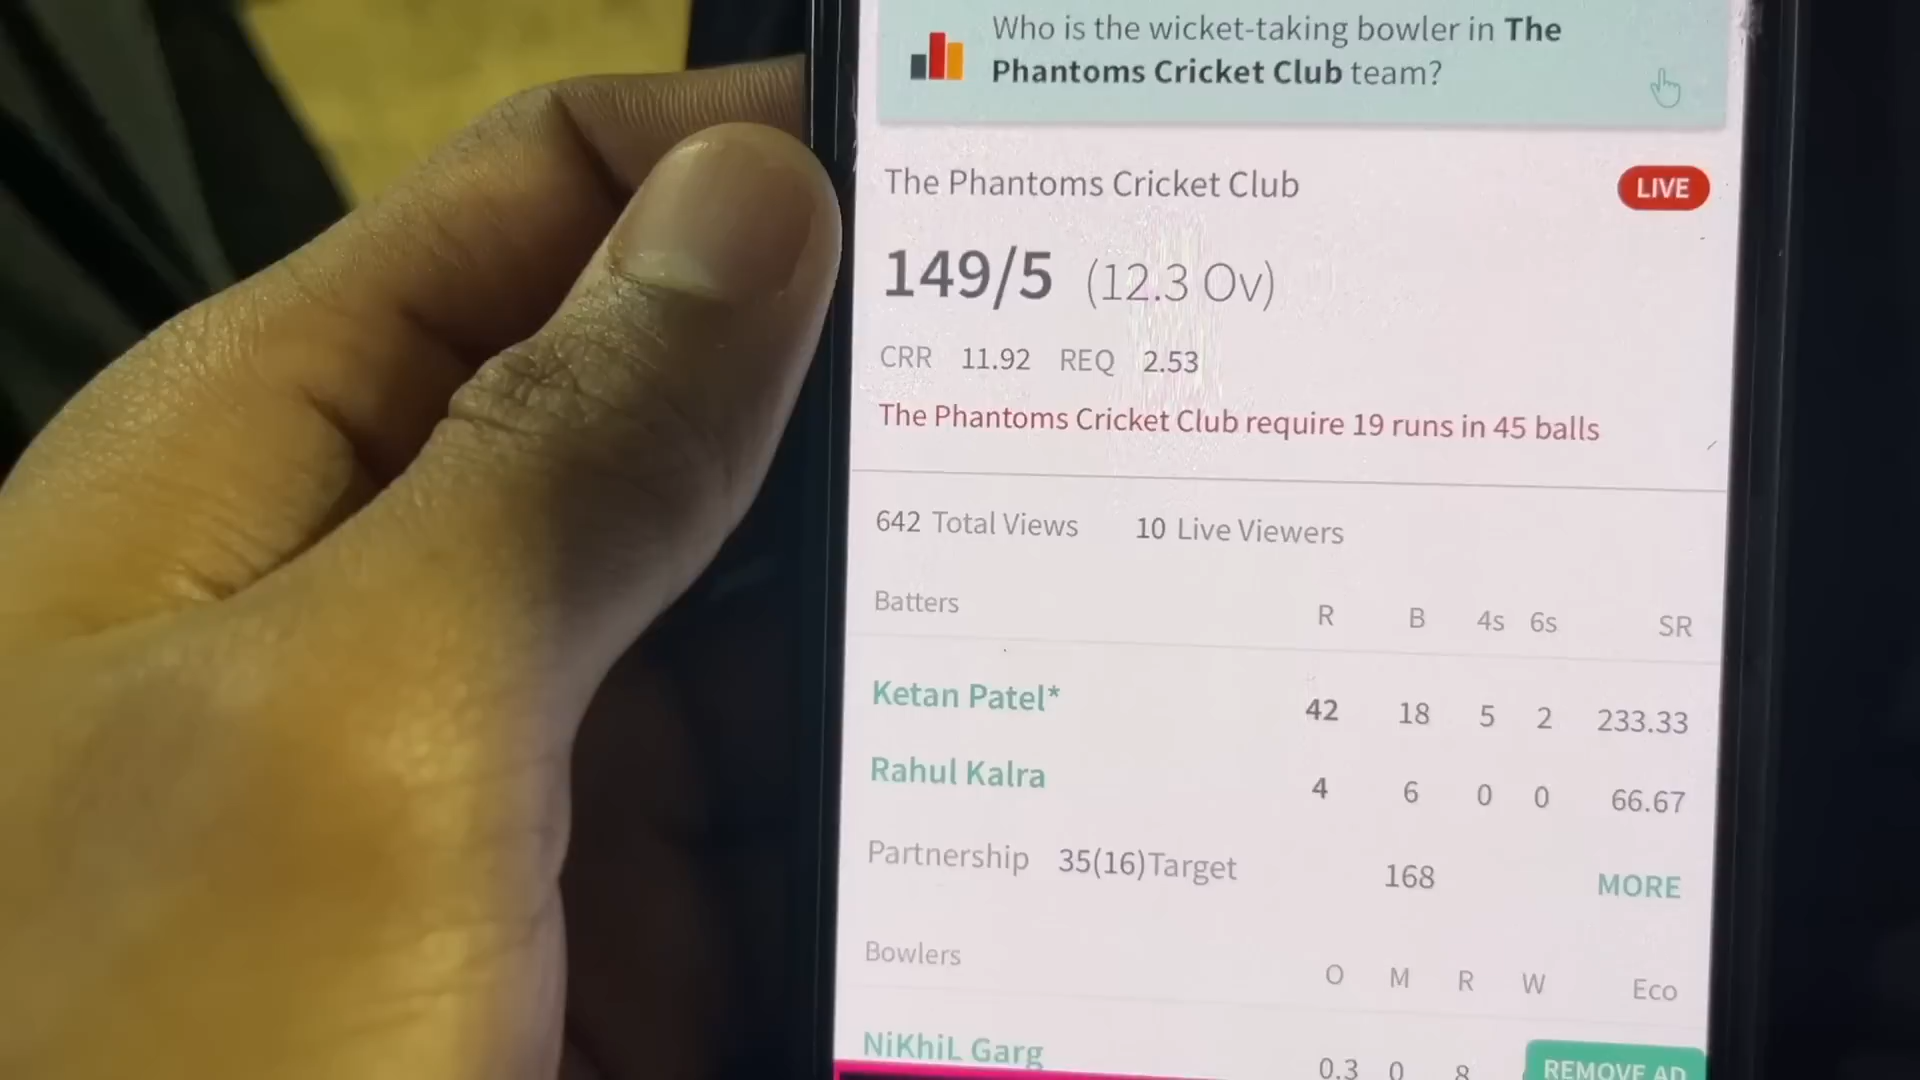 Who is the wicket-taking bowler in The
Phantoms Cricket Club team?
The Phantoms Cricket Club LIVE
149/5 (12.3 Ov)
CRR 11.92 REQ 2.53
The Phantoms Cricket Club require 19 runs in 45 balls
642 Total Views 10 Live Viewers
Batters R B 4s 6s SR
Ketan Patel* 42 18 5 2 233.33
Rahul Kalra 4 6 0 0 66.67
Partnership 35(16)Target 168 MORE
Bowlers O M R W Eco
NiKhiL Garg 0.3 0 8
REMOVE AD